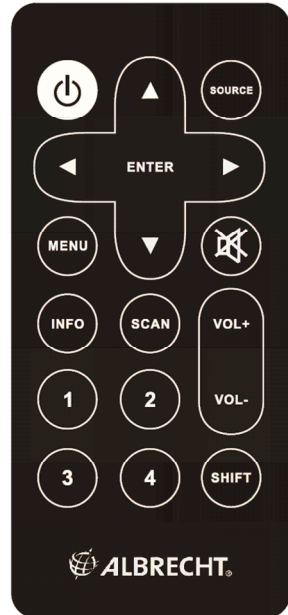 SOURCE
ENTER
MENU
INFO SCAN VOL+
1 2 VOL-
3 4 SHIFT
ALBRECHT®